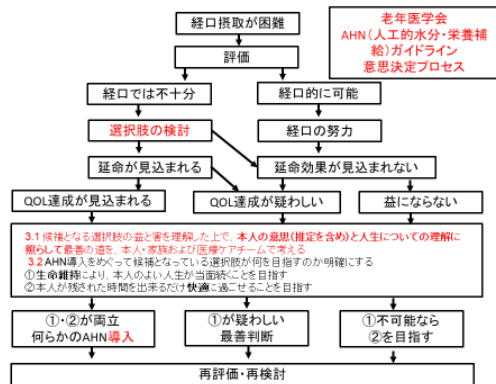 経口摂取が困難
老年医学会
AHN(人工的水分・栄養補
給)ガイドライン
意思決定プロセス
評価
経口では不十分
経口的に可能
選択肢の検討
経口の努力
延命が見込まれる
延命効果が見込まれない
QOL達成が見込まれる
QOL達成が疑わしい
益にならない
3.1 候補となる選択肢の益と害を理解した上で、本人の意思(推定を含め)と人生についての理解に
照らして最善の道を、本人・家族および医療ケアチームで考える
3.2 AHN導入をめぐって候補となっている選択肢が何を目指すのか明確にする
①生命維持により、本人のよい人生が当面続くことを目指す
②本人が残された時間を出来るだけ快適に過ごせることを目指す
①・②が両立
何らかのAHN導入
①が疑わしい
最善判断
①不可能なら
②を目指す
再評価・再検討